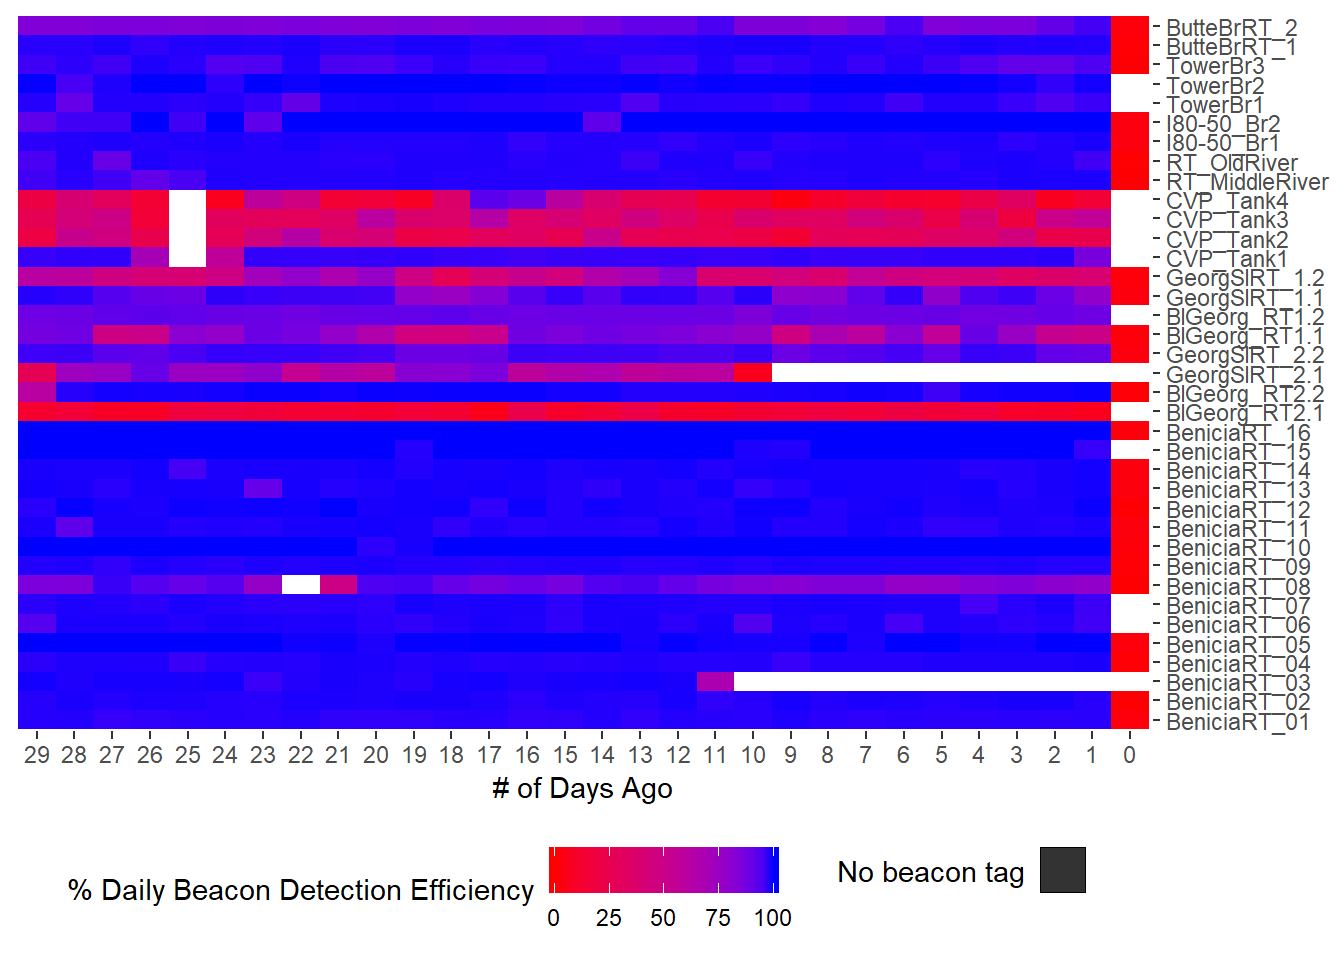 ButteBrRT_2
ButteBrRT_1
TowerBr3
TowerBr2
TowerBr1
I80-50_Br2
I80-50_Br1
RT_OldRiver
RT_MiddleRiver
CVP_Tank4
CVP_Tank3
CVP_Tank2
CVP_Tank1
GeorgSlRT_1.2
GeorgSlRT_1.1
BlGeorg_RT1.2
BlGeorg_RT1.1
GeorgSlRT_2.2
GeorgSlRT_2.1
BlGeorg_RT2.2
BlGeorg_RT2.1
BeniciaRT_16
BeniciaRT_15
BeniciaRT_14
BeniciaRT_13
BeniciaRT_12
BeniciaRT_11
BeniciaRT_10
BeniciaRT_09
BeniciaRT_08
BeniciaRT_07
BeniciaRT_06
BeniciaRT_05
BeniciaRT_04
BeniciaRT_03
BeniciaRT_02
BeniciaRT_01
29 28 27 26 25 24 23 22 21 20 19 18 17 16 15 14 13 12 11 10 9 8 7 6 5 4 3 2 1 0
# of Days Ago
% Daily Beacon Detection Efficiency
0 25 50 75 100
No beacon tag